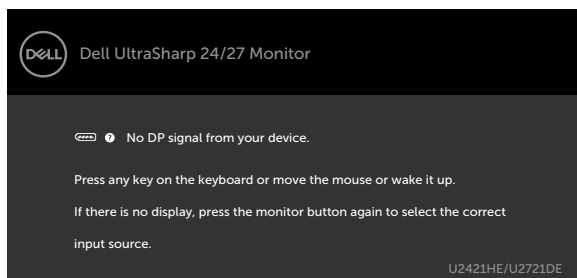 DELL
Dell UltraSharp 24/27 Monitor
? No DP signal from your device.
Press any key on the keyboard or move the mouse or wake it up.
If there is no display, press the monitor button again to select the correct
input source.
U2421HE/U2721DE